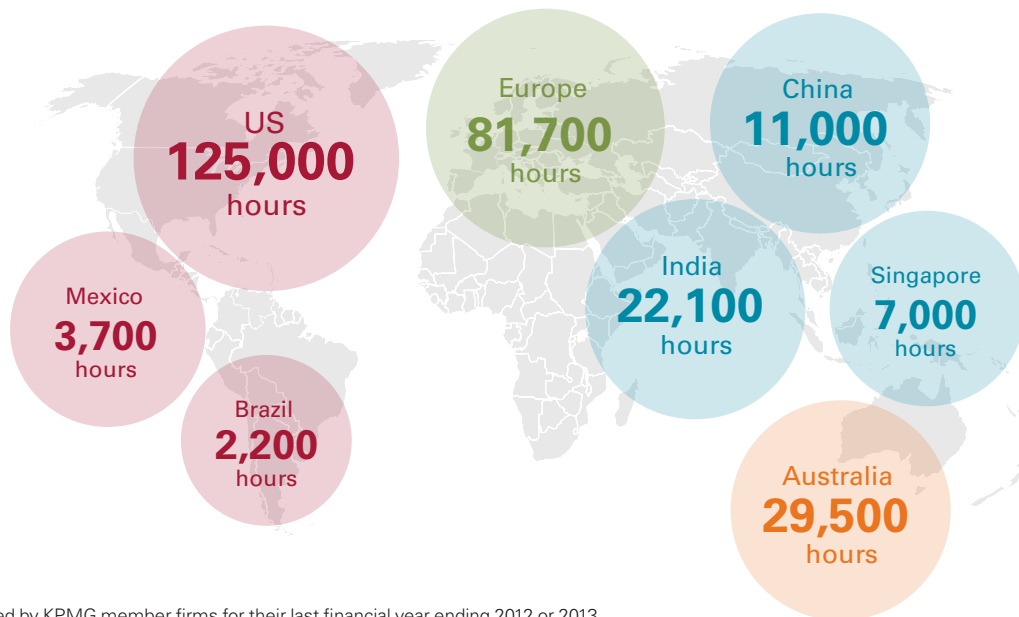 US
125,000
hours
Europe
81,700
hours
China
11,000
hours
India
22,100
hours
Singapore
7,000
hours
Mexico
3,700
hours
Brazil
2,200
hours
Australia
29,500
hours
by KPMG member firms for their last financial year ending 2012 or 2013